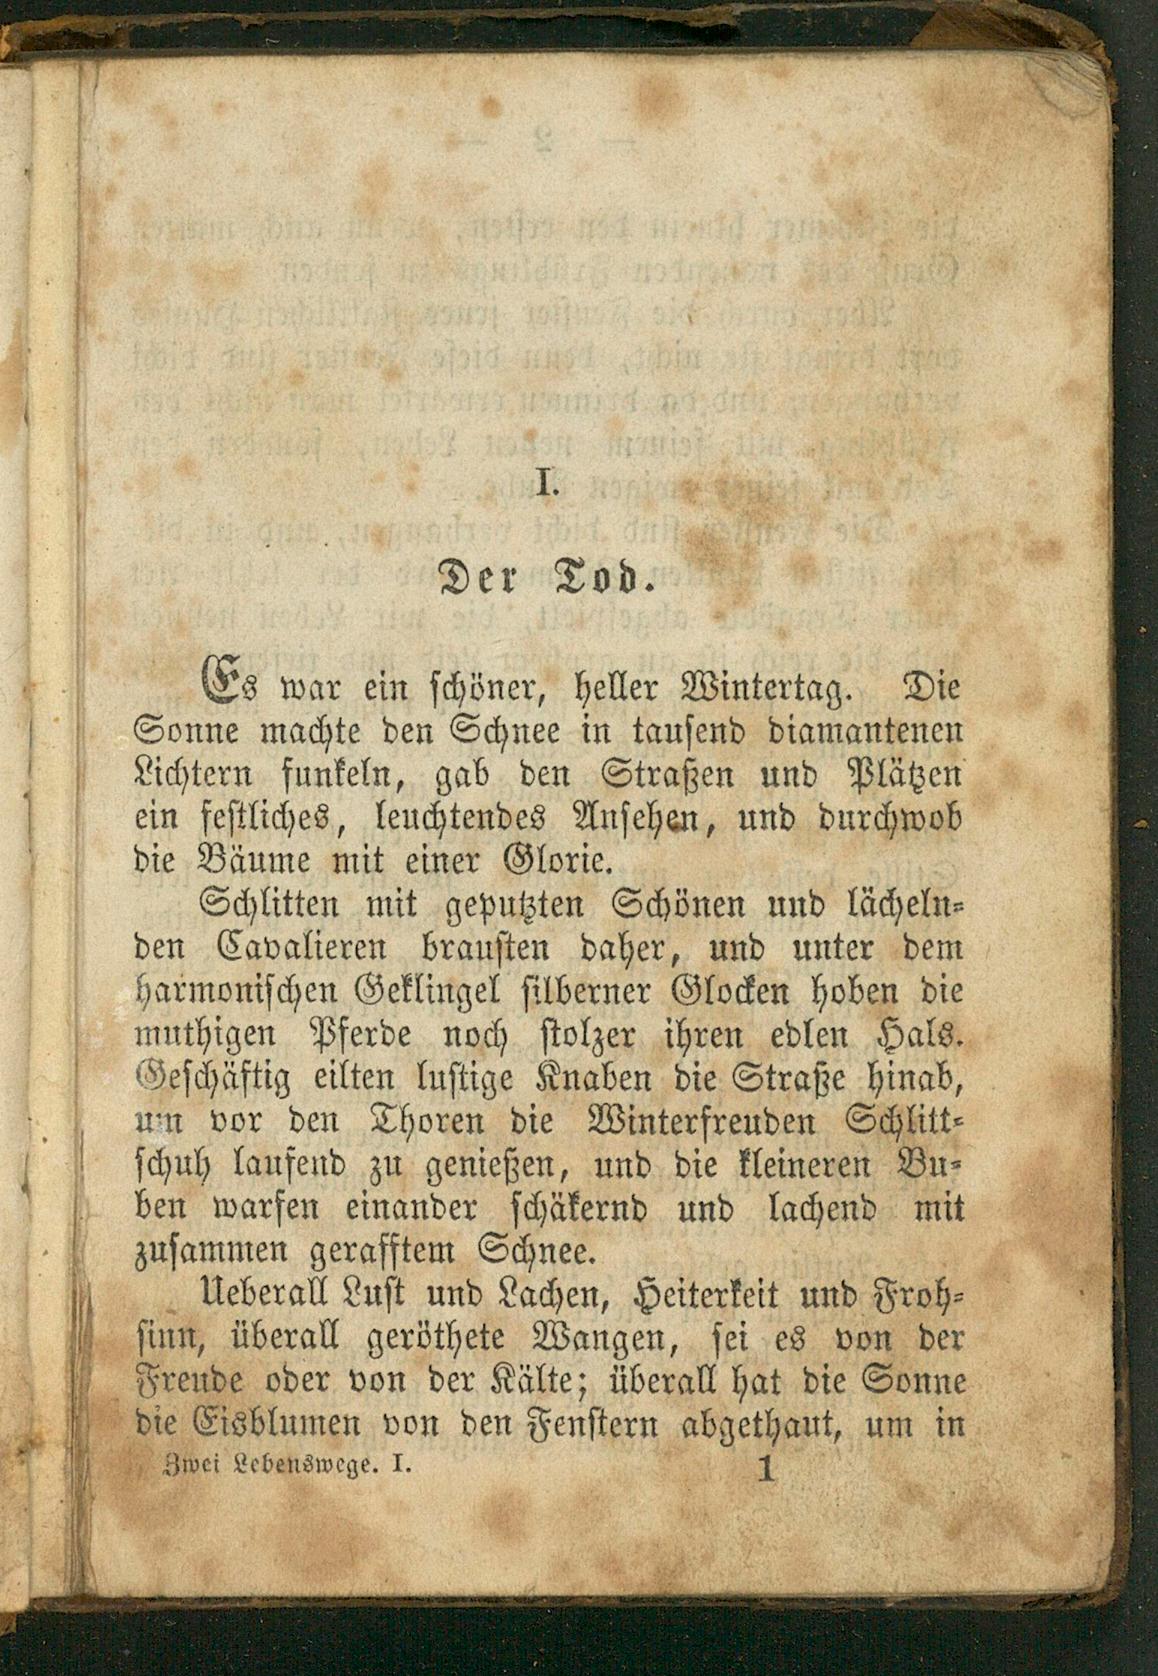 I.
Der Tod.
Es war ein schöner, heller Wintertag. Die
Sonne machte den Schnee in tausend diamantenen
Lichtern funkeln, gab den Straßen und Plätzen
ein festliches, leuchtendes Ansehen, und durchwob
die Bäume mit einer Glorie.
Schlitten mit geputzten Schönen und lächeln-
den Cavalieren brausten daher, und unter dem
harmonischen Geklingel silberner Glocken hoben die
muthigen Pferde noch stolzer ihren edlen Hals.
Geschäftig eilten lustige Knaben die Straße hinab,
um vor den Thoren die Winterfreuden Schlitt-
schuh laufend zu genießen, und die kleineren Bu-
ben warfen einander schäkernd und lachend mit
zusammen gerafftem Schnee.
Ueberall Lust und Lachen, Heiterkeit und Froh-
sinn, überall geröthete Wangen, sei es von der
Freude oder von der Kälte; überall hat die Sonne
die Eisblumen von den Fenstern abgethaut, um in
Zwei Lebenswege. I. 1